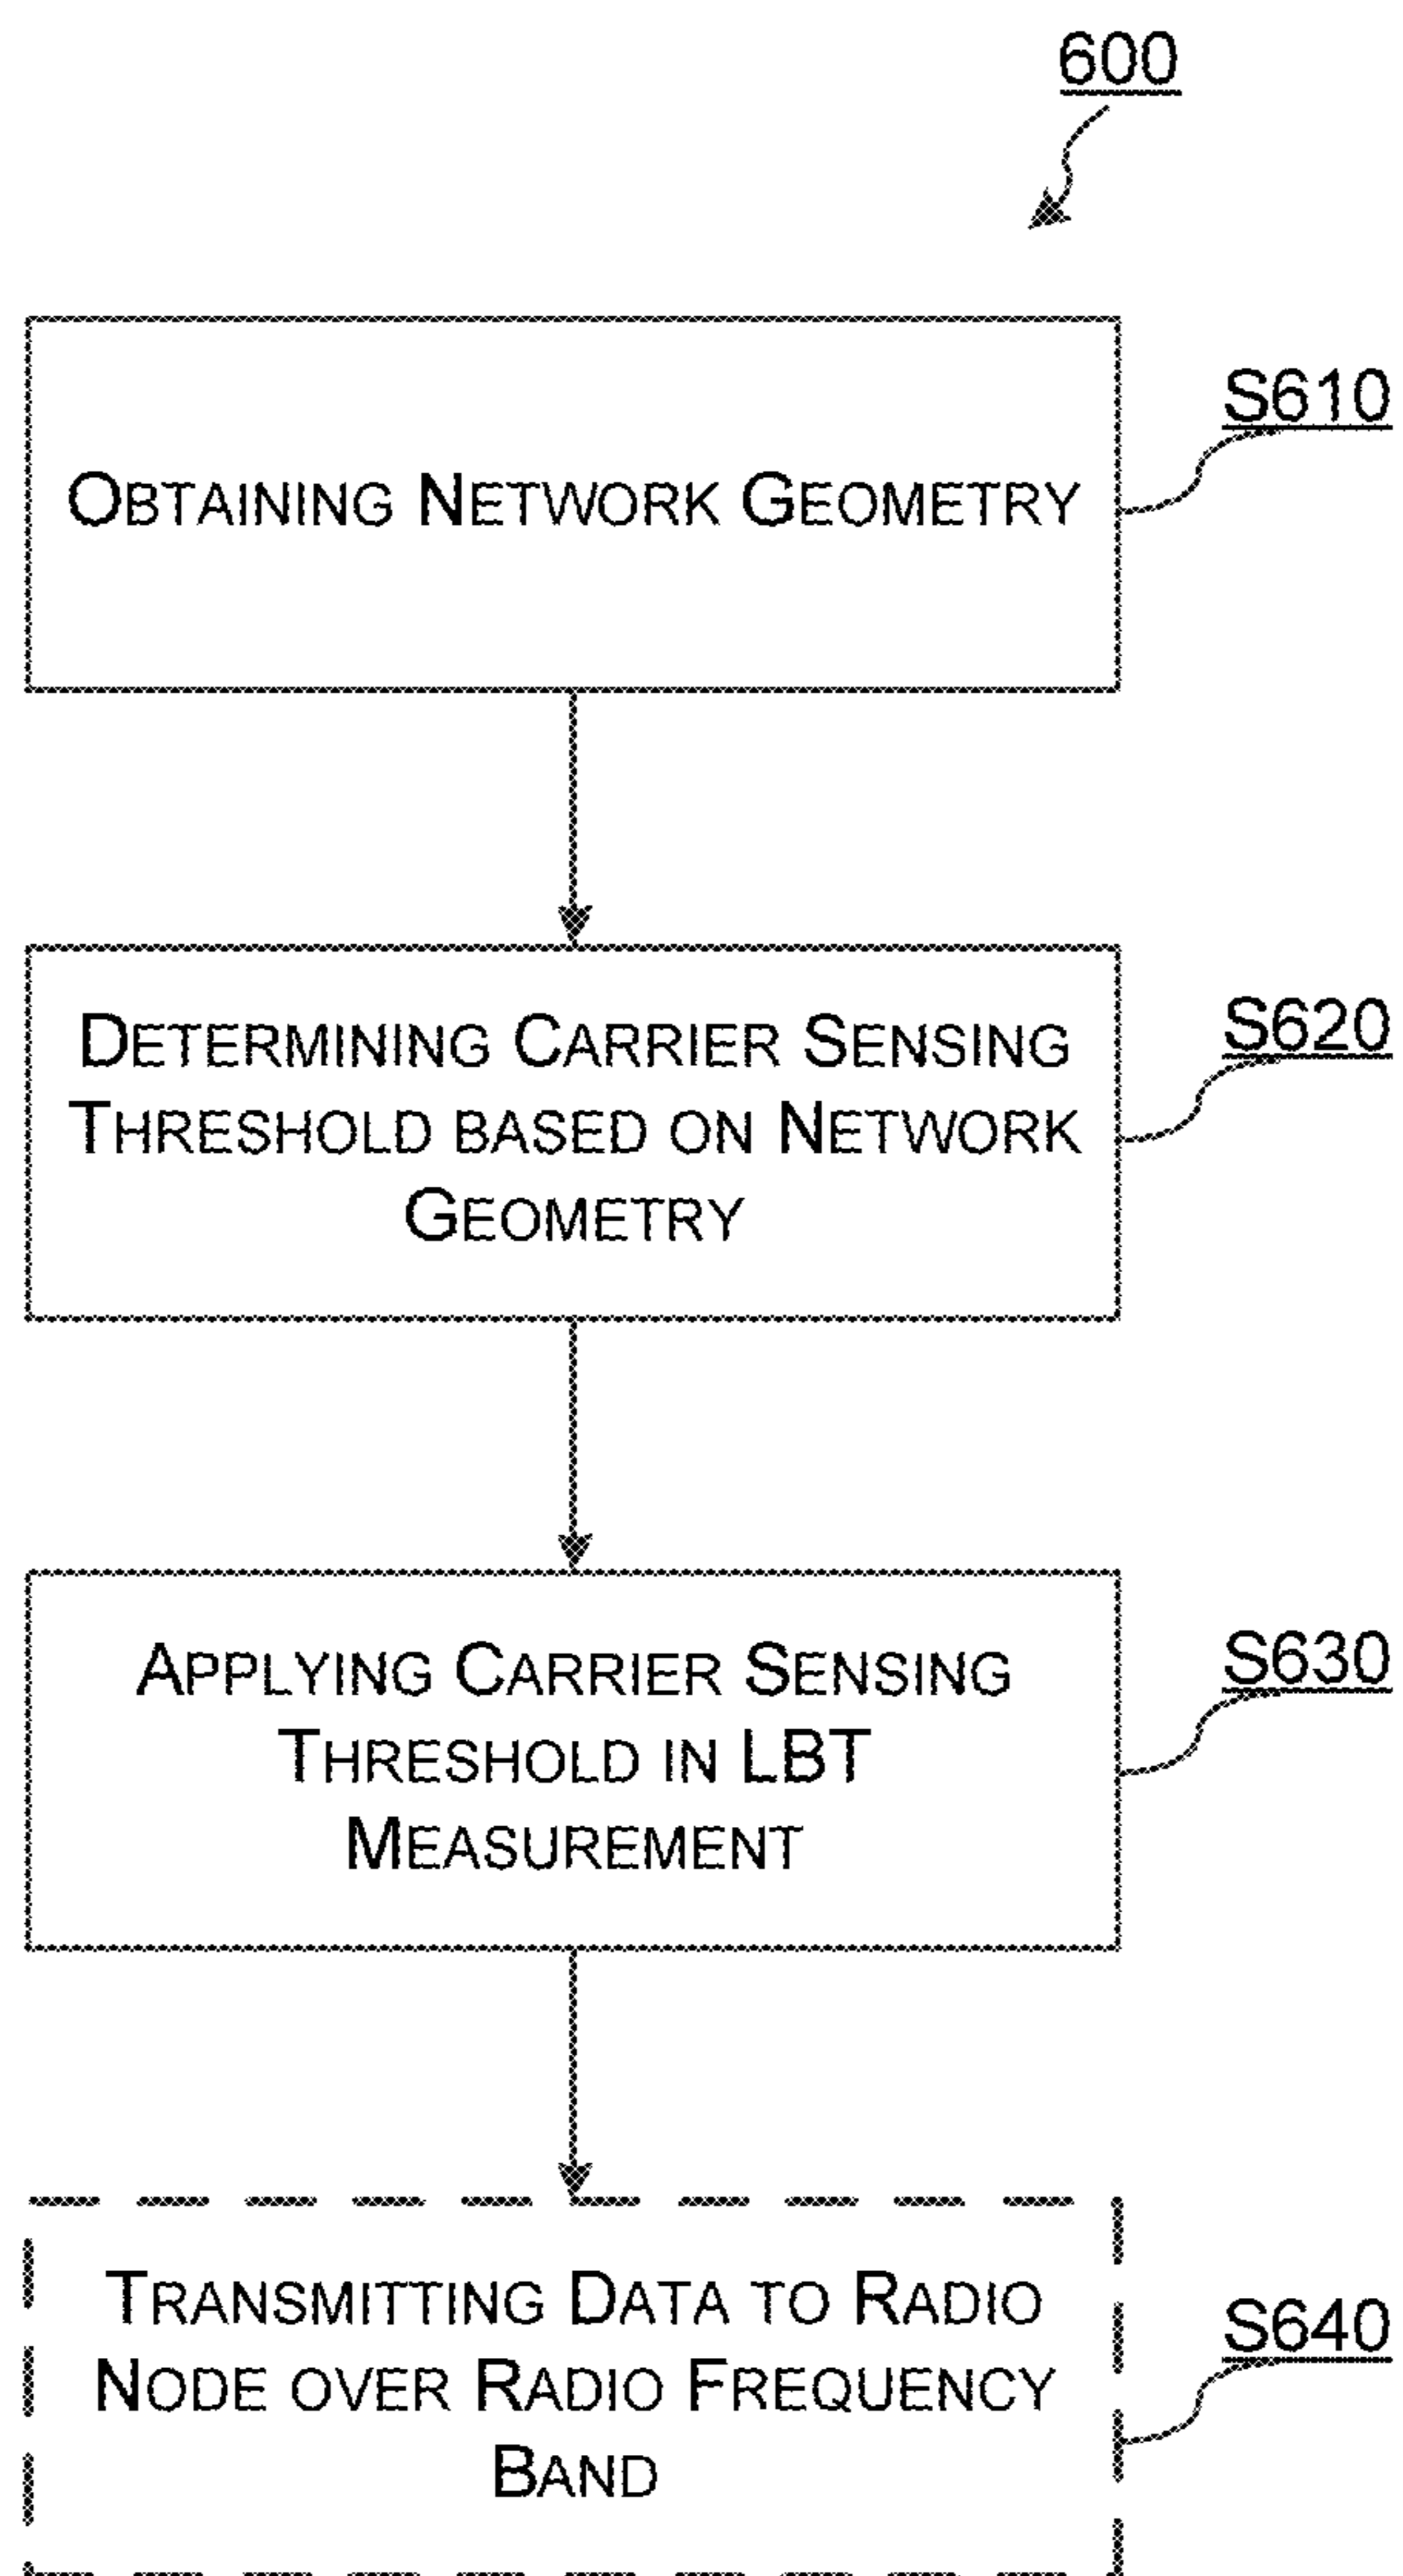 600
S610
OBTAINING NETWORK GEOMETRY
S620
DETERMINING CARRIER SENSING
THRESHOLD BASED ON NETWORK
GEOMETRY
S630
APPLYING CARRIER SENSING
THRESHOLD IN LBT
MEASUREMENT
S640
TRANSMITTING DATA TO RADIO
NODE OVER RADIO FREQUENCY
BAND